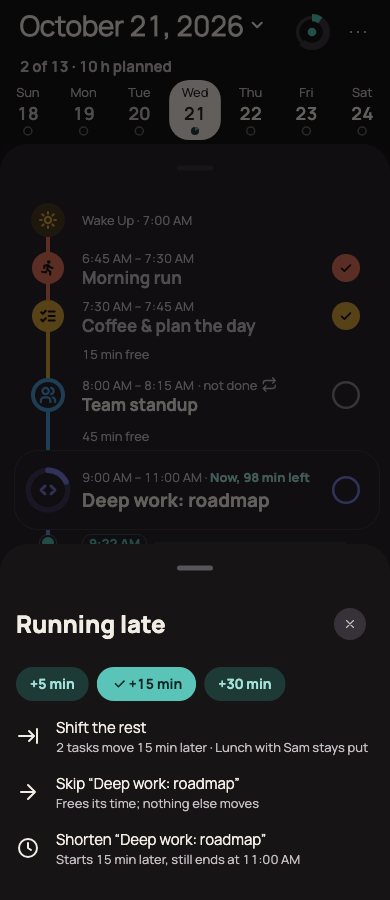 October 21, 2026
2 of 13 · 10 h planned
Sun Mon Tue Wed Thu Fri Sat
18 19 20 21 22 23 24
Wake Up · 7:00 AM
6:45 AM – 7:30 AM
Morning run
7:30 AM – 7:45 AM
Coffee & plan the day
15 min free
8:00 AM – 8:15 AM · not done
Team standup
45 min free
9:00 AM – 11:00 AM · Now, 98 min left
Deep work: roadmap
9:22 AM
Running late
+5 min +15 min +30 min
Shift the rest
2 tasks move 15 min later · Lunch with Sam stays put
Skip “Deep work: roadmap”
Frees its time; nothing else moves
Shorten “Deep work: roadmap”
Starts 15 min later, still ends at 11:00 AM